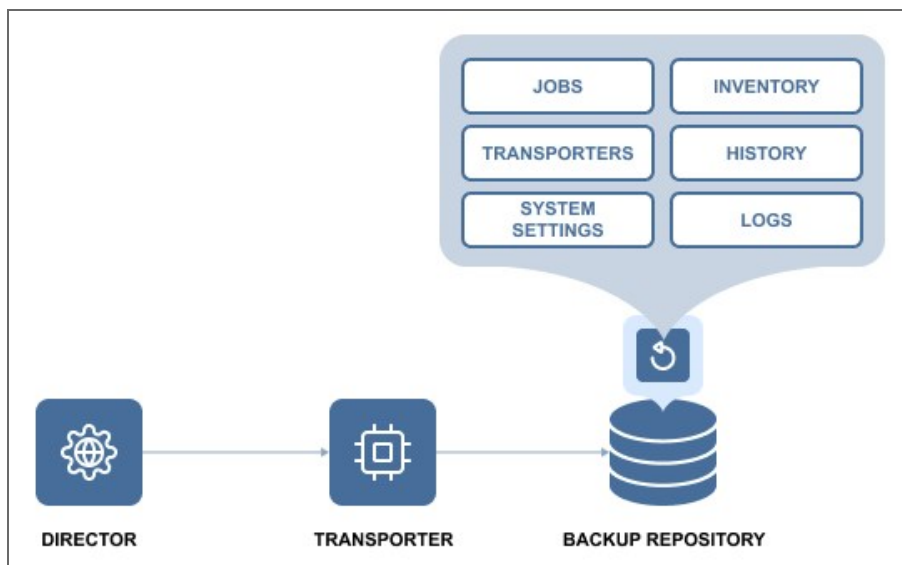 JOBS
INVENTORY
TRANSPORTERS
HISTORY
SYSTEM
SETTINGS
LOGS
DIRECTOR
TRANSPORTER
BACKUP REPOSITORY